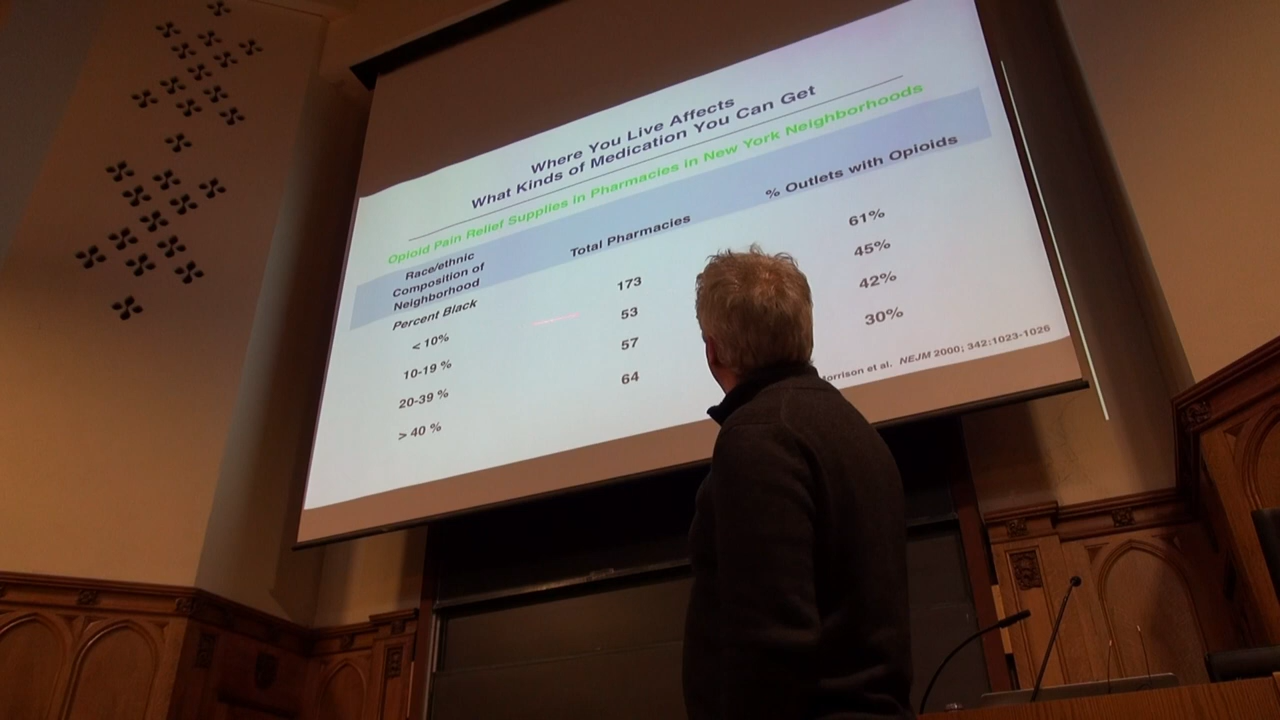 Where You Live Affects
What Kinds of Medication You Can Get
Opioid Pain Relief Supplies in Pharmacies in New York Neighborhoods
Race/ethnic
Composition of
Neighborhood
Total Pharmacies
% Outlets with Opioids
Percent Black
< 10% 173 61%
10-19 % 53 45%
20-39 % 57 42%
> 40 % 64 30%
et al. NEJM 2000; 342:1023-1026